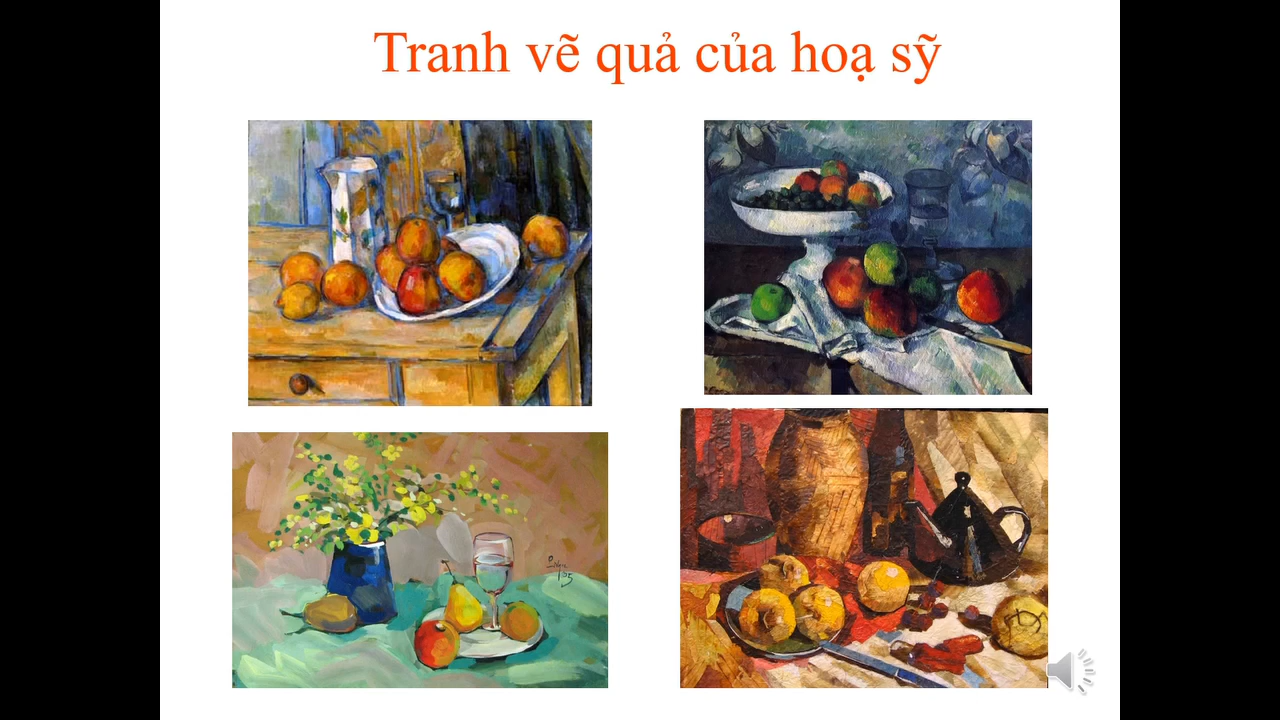 Tranh vẽ quả của hoạ sỹ